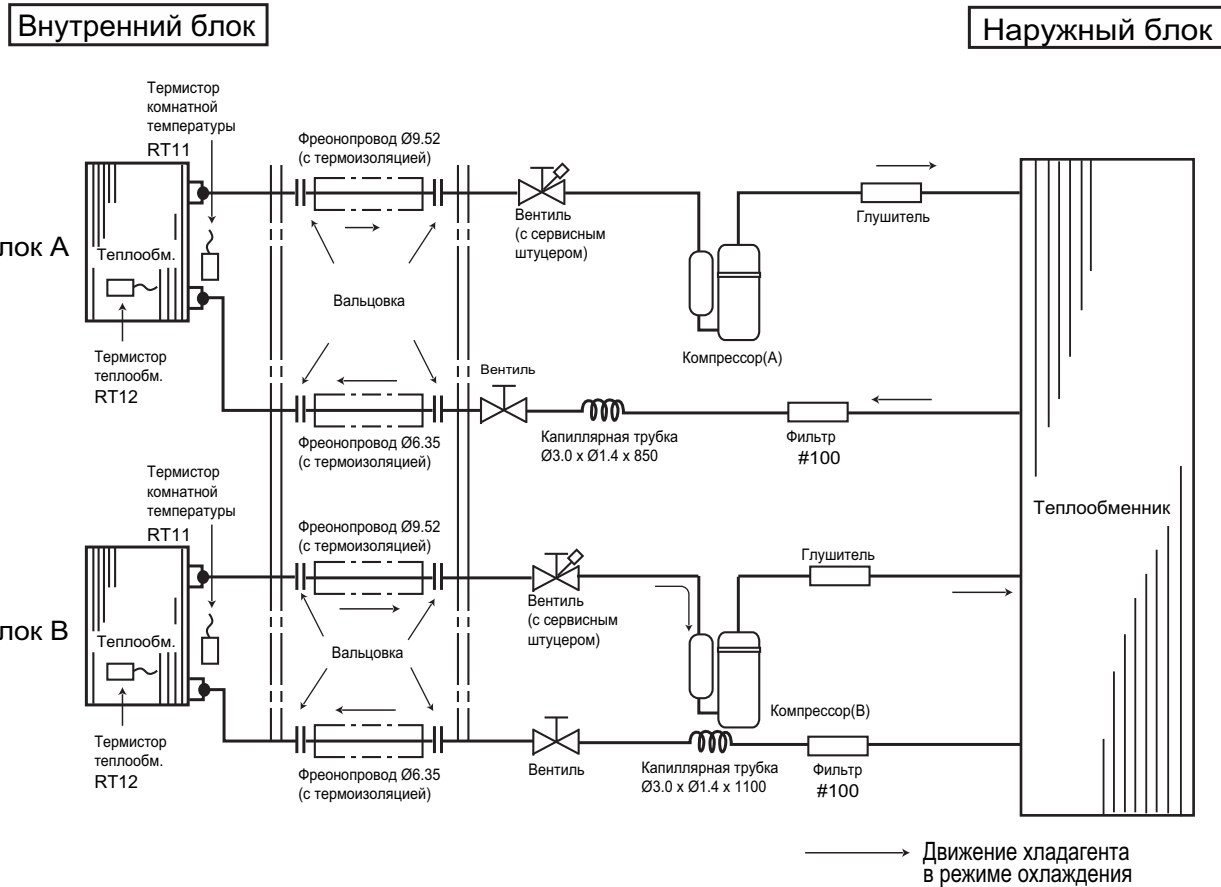 Внутренний блок
Наружный блок
Термистор
комнатной
температуры
RT11
Фреонопровод Ø9.52
(с термоизоляцией)
Вентиль
(с сервисным
штуцером)
Глушитель
лок А
Теплообм.
Вальцовка
Компрессор(A)
Термистор
теплообм.
RT12
Вентиль
Фреонопровод Ø6.35
(с термоизоляцией)
Капиллярная трубка
Ø3.0 x Ø1.4 x 850
Фильтр
#100
Теплообменник
Термистор
комнатной
температуры
RT11
Фреонопровод Ø9.52
(с термоизоляцией)
Вентиль
(с сервисным
штуцером)
Глушитель
лок В
Теплообм.
Вальцовка
Компрессор(B)
Термистор
теплообм.
RT12
Фреонопровод Ø6.35
(с термоизоляцией)
Вентиль
Капиллярная трубка
Ø3.0 x Ø1.4 x 1100
Фильтр
#100
Движение хладагента
в режиме охлаждения